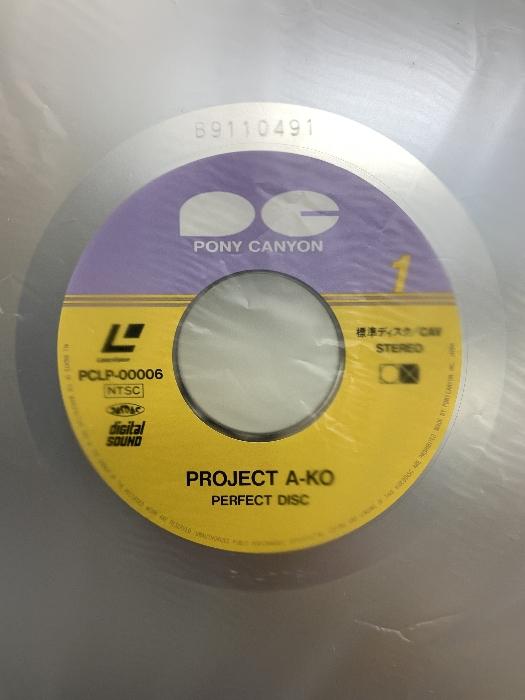 B9110491
PONY CANYON
1
LaserVision
PCLP-00006
NTSC
digital
SOUND
標準ディスク/CAV
STEREO
PROJECT A-KO
PERFECT DISC